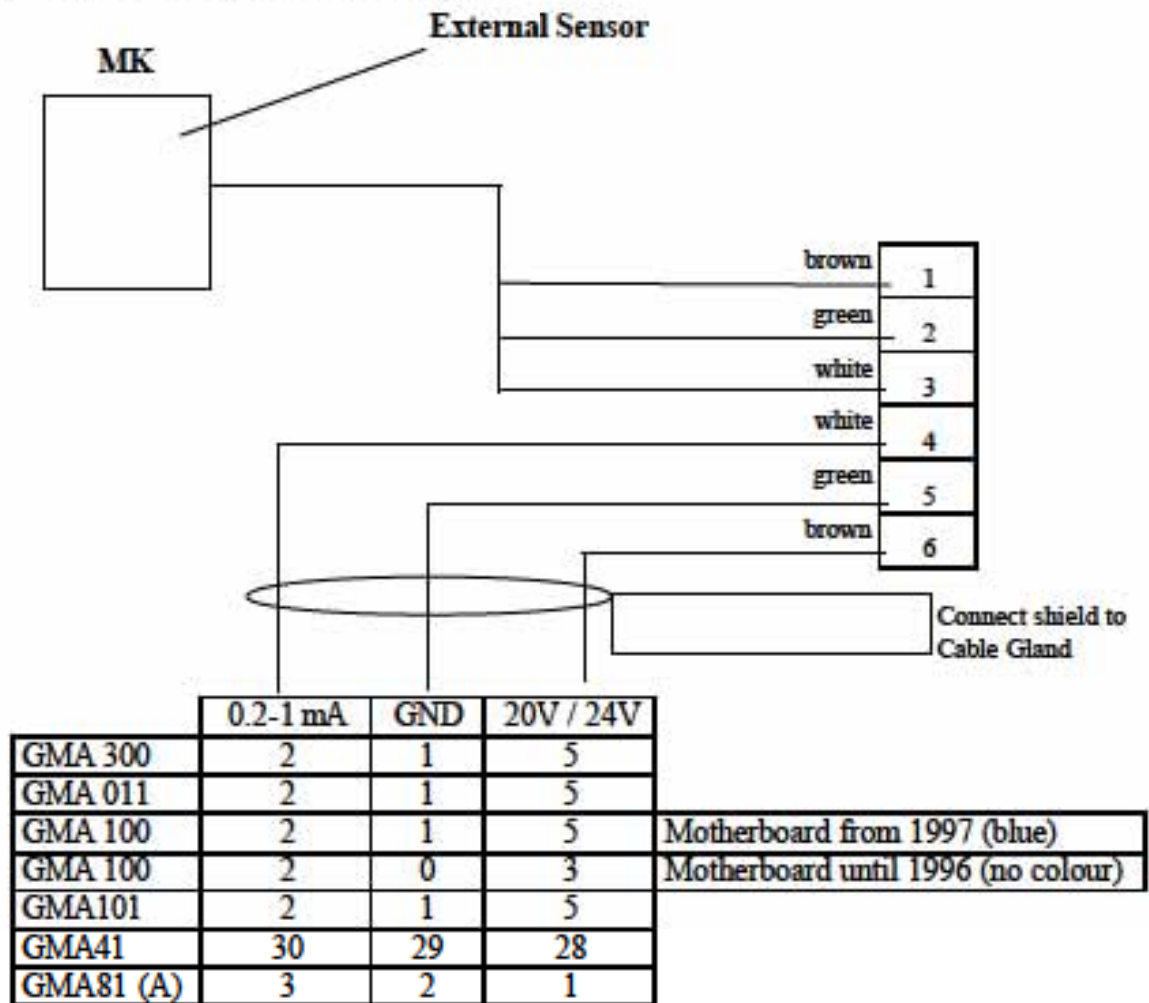 External Sensor
MK
brown 1
green 2
white 3
white 4
green 5
brown 6
Connect shield to
Cable Gland
0.2-1 mA GND 20V / 24V
GMA 300 2 1 5
GMA 011 2 1 5
GMA 100 2 1 5 Motherboard from 1997 (blue)
GMA 100 2 0 3 Motherboard until 1996 (no colour)
GMA101 2 1 5
GMA41 30 29 28
GMA81 (A) 3 2 1